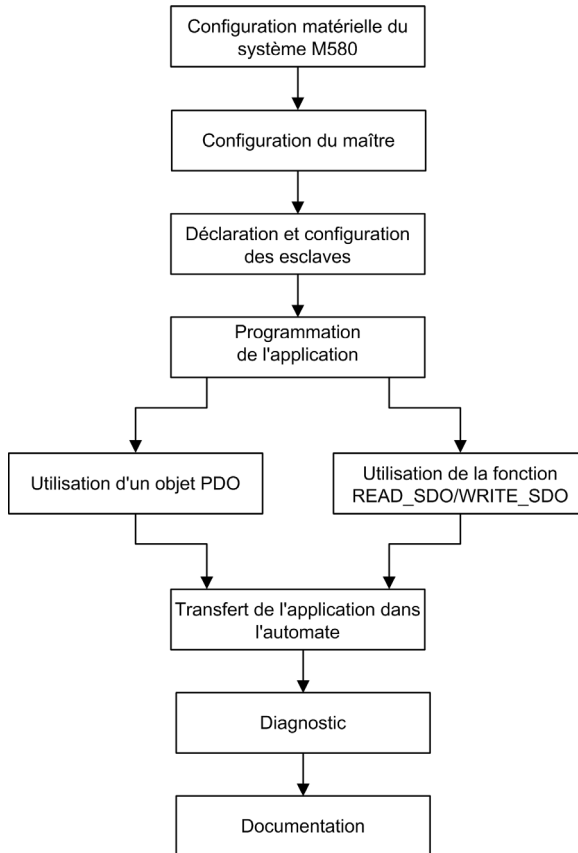 Configuration matérielle du
système M580
Configuration du maître
Déclaration et configuration
des esclaves
Programmation
de l'application
Utilisation d'un objet PDO
Utilisation de la fonction
READ_SDO/WRITE_SDO
Transfert de l'application dans
l'automate
Diagnostic
Documentation